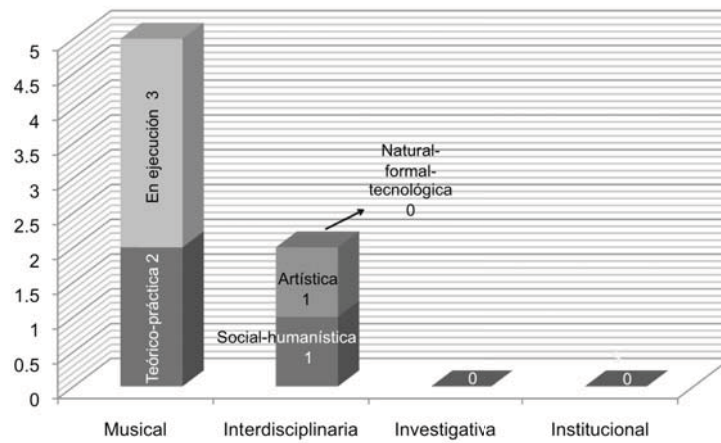 5
4.5
4
3.5
3
2.5
2
1.5
1
0.5
0
En ejecución 3
Teórico-práctica 2
Natural-
formal-
tecnológica
0
Artística
1
Social-humanística
1
0
0
Musical
Interdisciplinaria
Investigativa
Institucional